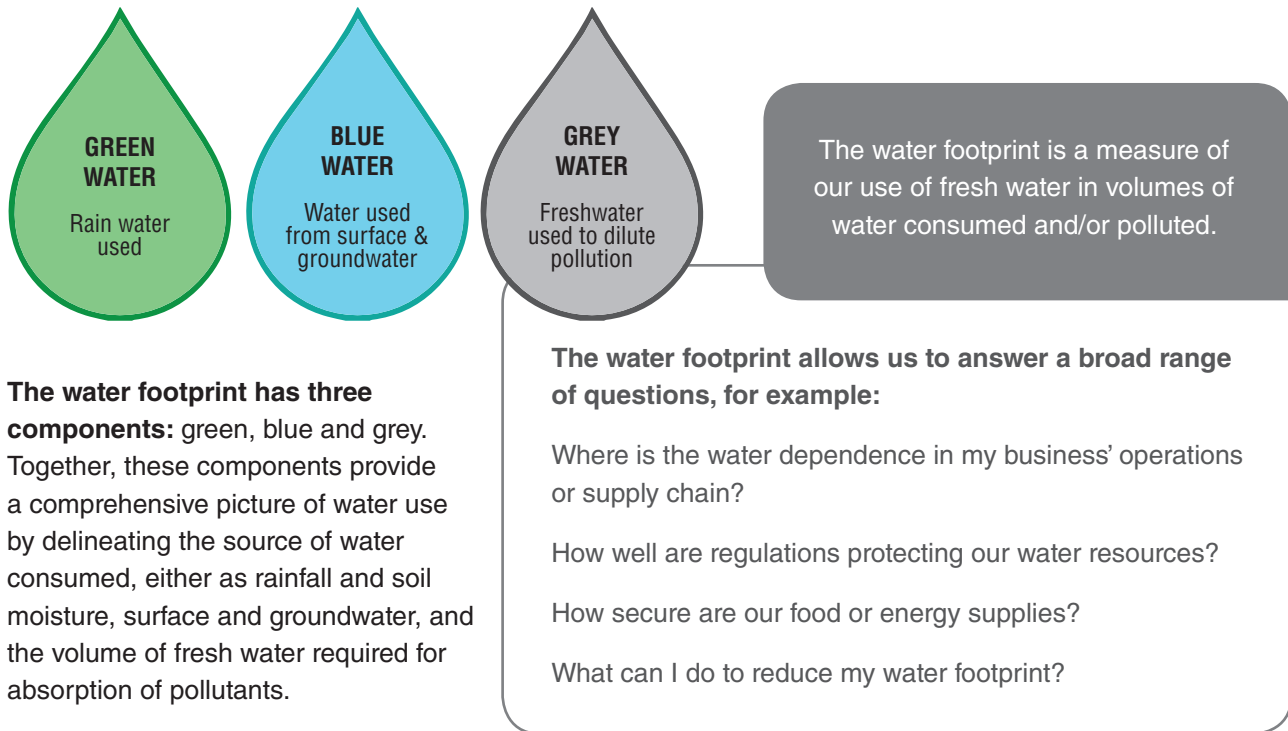 GREEN
WATER
Rain water
used
BLUE
WATER
Water used
from surface &
groundwater
GREY
WATER
Freshwater
used to dilute
pollution
The water footprint is a measure of
our use of fresh water in volumes of
water consumed and/or polluted.
The water footprint has three
components: green, blue and grey.
Together, these components provide
a comprehensive picture of water use
by delineating the source of water
consumed, either as rainfall and soil
moisture, surface and groundwater, and
the volume of fresh water required for
absorption of pollutants.
The water footprint allows us to answer a broad range
of questions, for example:
Where is the water dependence in my business’ operations
or supply chain?
How well are regulations protecting our water resources?
How secure are our food or energy supplies?
What can I do to reduce my water footprint?